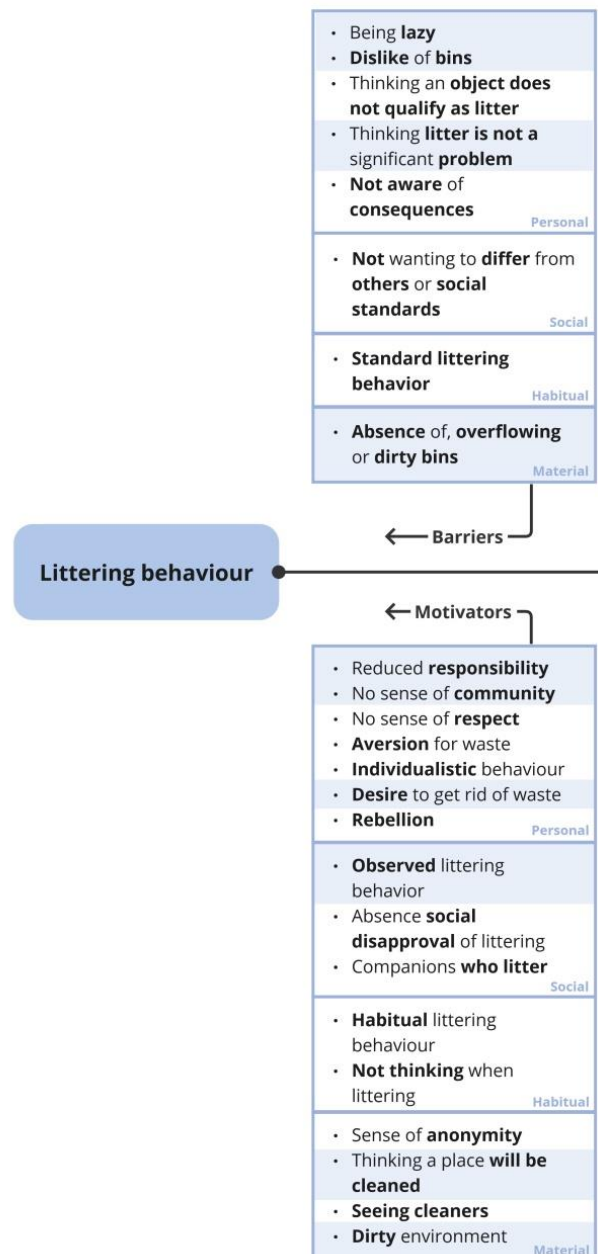 • Being lazy
• Dislike of bins
• Thinking an object does
not qualify as litter
• Thinking litter is not a
significant problem
• Not aware of
consequences
Personal
• Not wanting to differ from
others or social
standards
Social
• Standard littering
behavior
Habitual
• Absence of, overflowing
or dirty bins
Material
Barriers
Littering behaviour
Motivators
• Reduced responsibility
• No sense of community
• No sense of respect
• Aversion for waste
• Individualistic behaviour
• Desire to get rid of waste
• Rebellion
Personal
• Observed littering
behavior
• Absence social
disapproval of littering
• Companions who litter
Social
• Habitual littering
behaviour
• Not thinking when
littering
Habitual
• Sense of anonymity
• Thinking a place will be
cleaned
• Seeing cleaners
• Dirty environment
Material